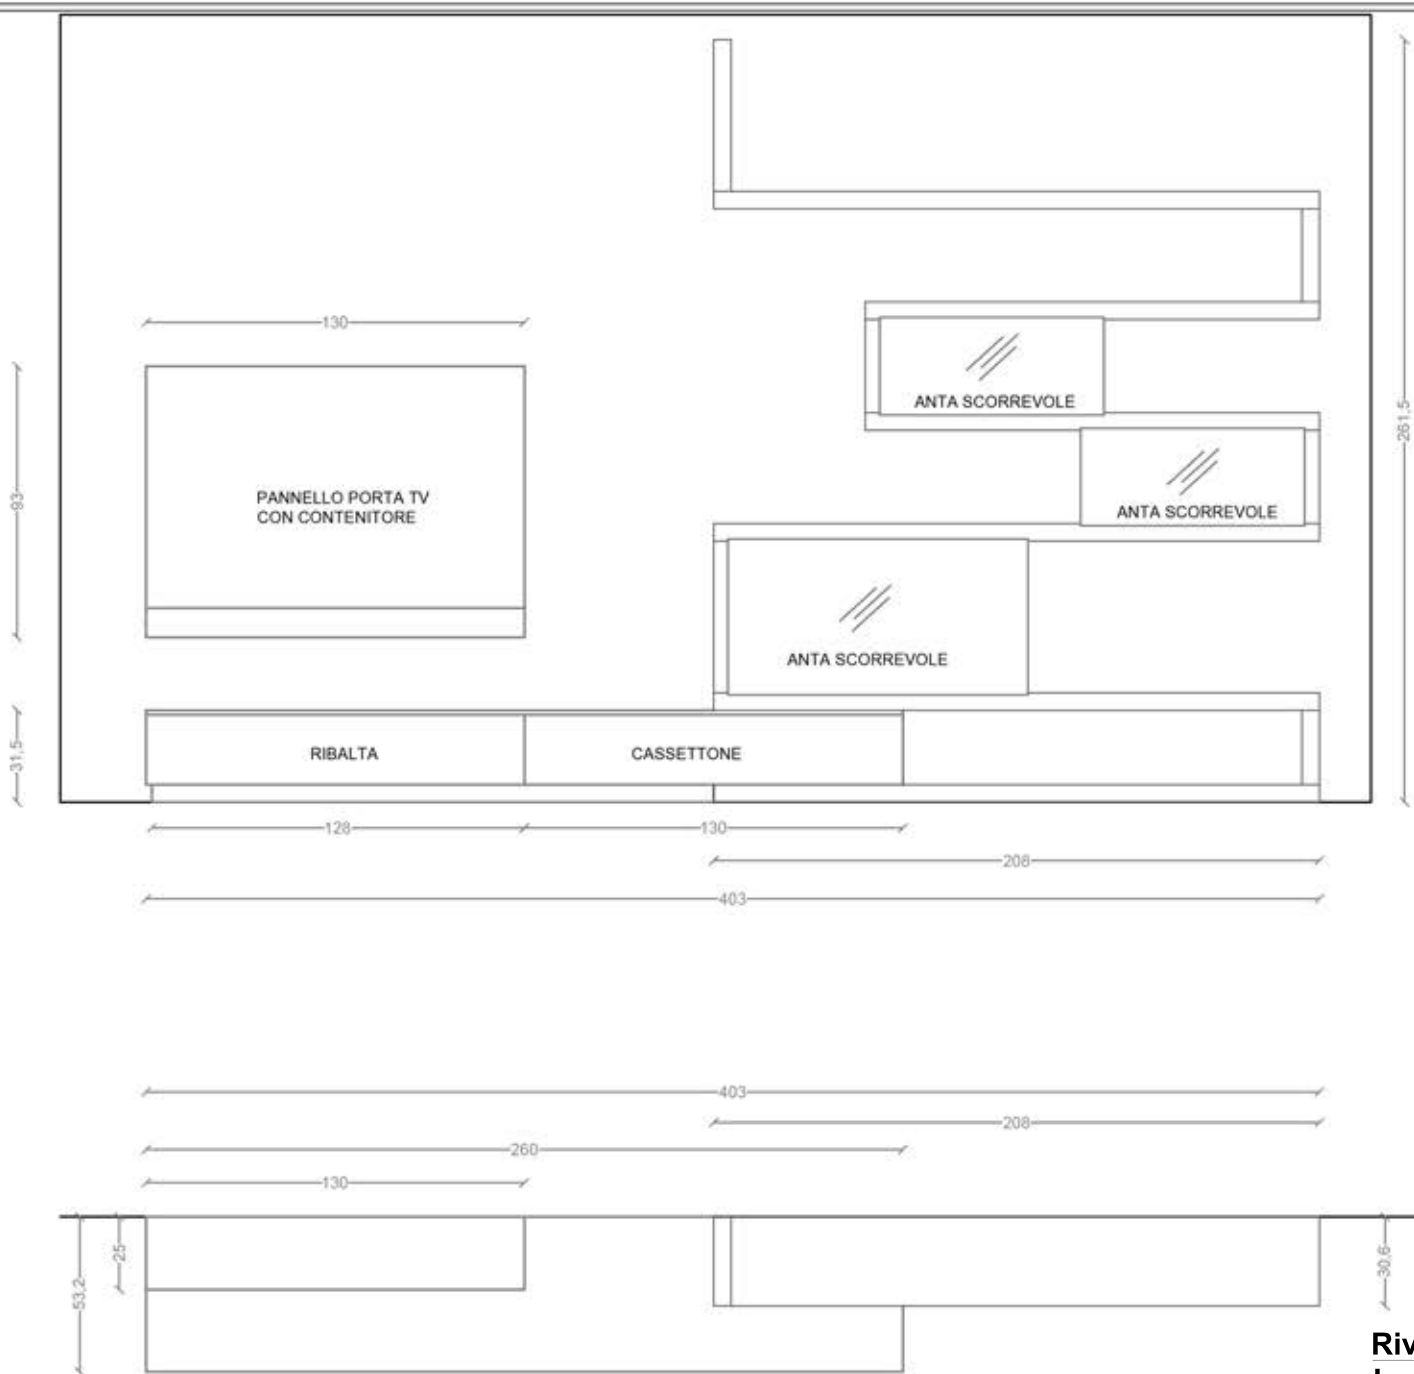 130
261,5
ANTA SCORREVOLE
93
PANNELLO PORTA TV
CON CONTENITORE
ANTA SCORREVOLE
ANTA SCORREVOLE
31,5
RIBALTA
CASSETTONE
128
130
208
403
403
208
260
130
25
53,2
30,6
Riv